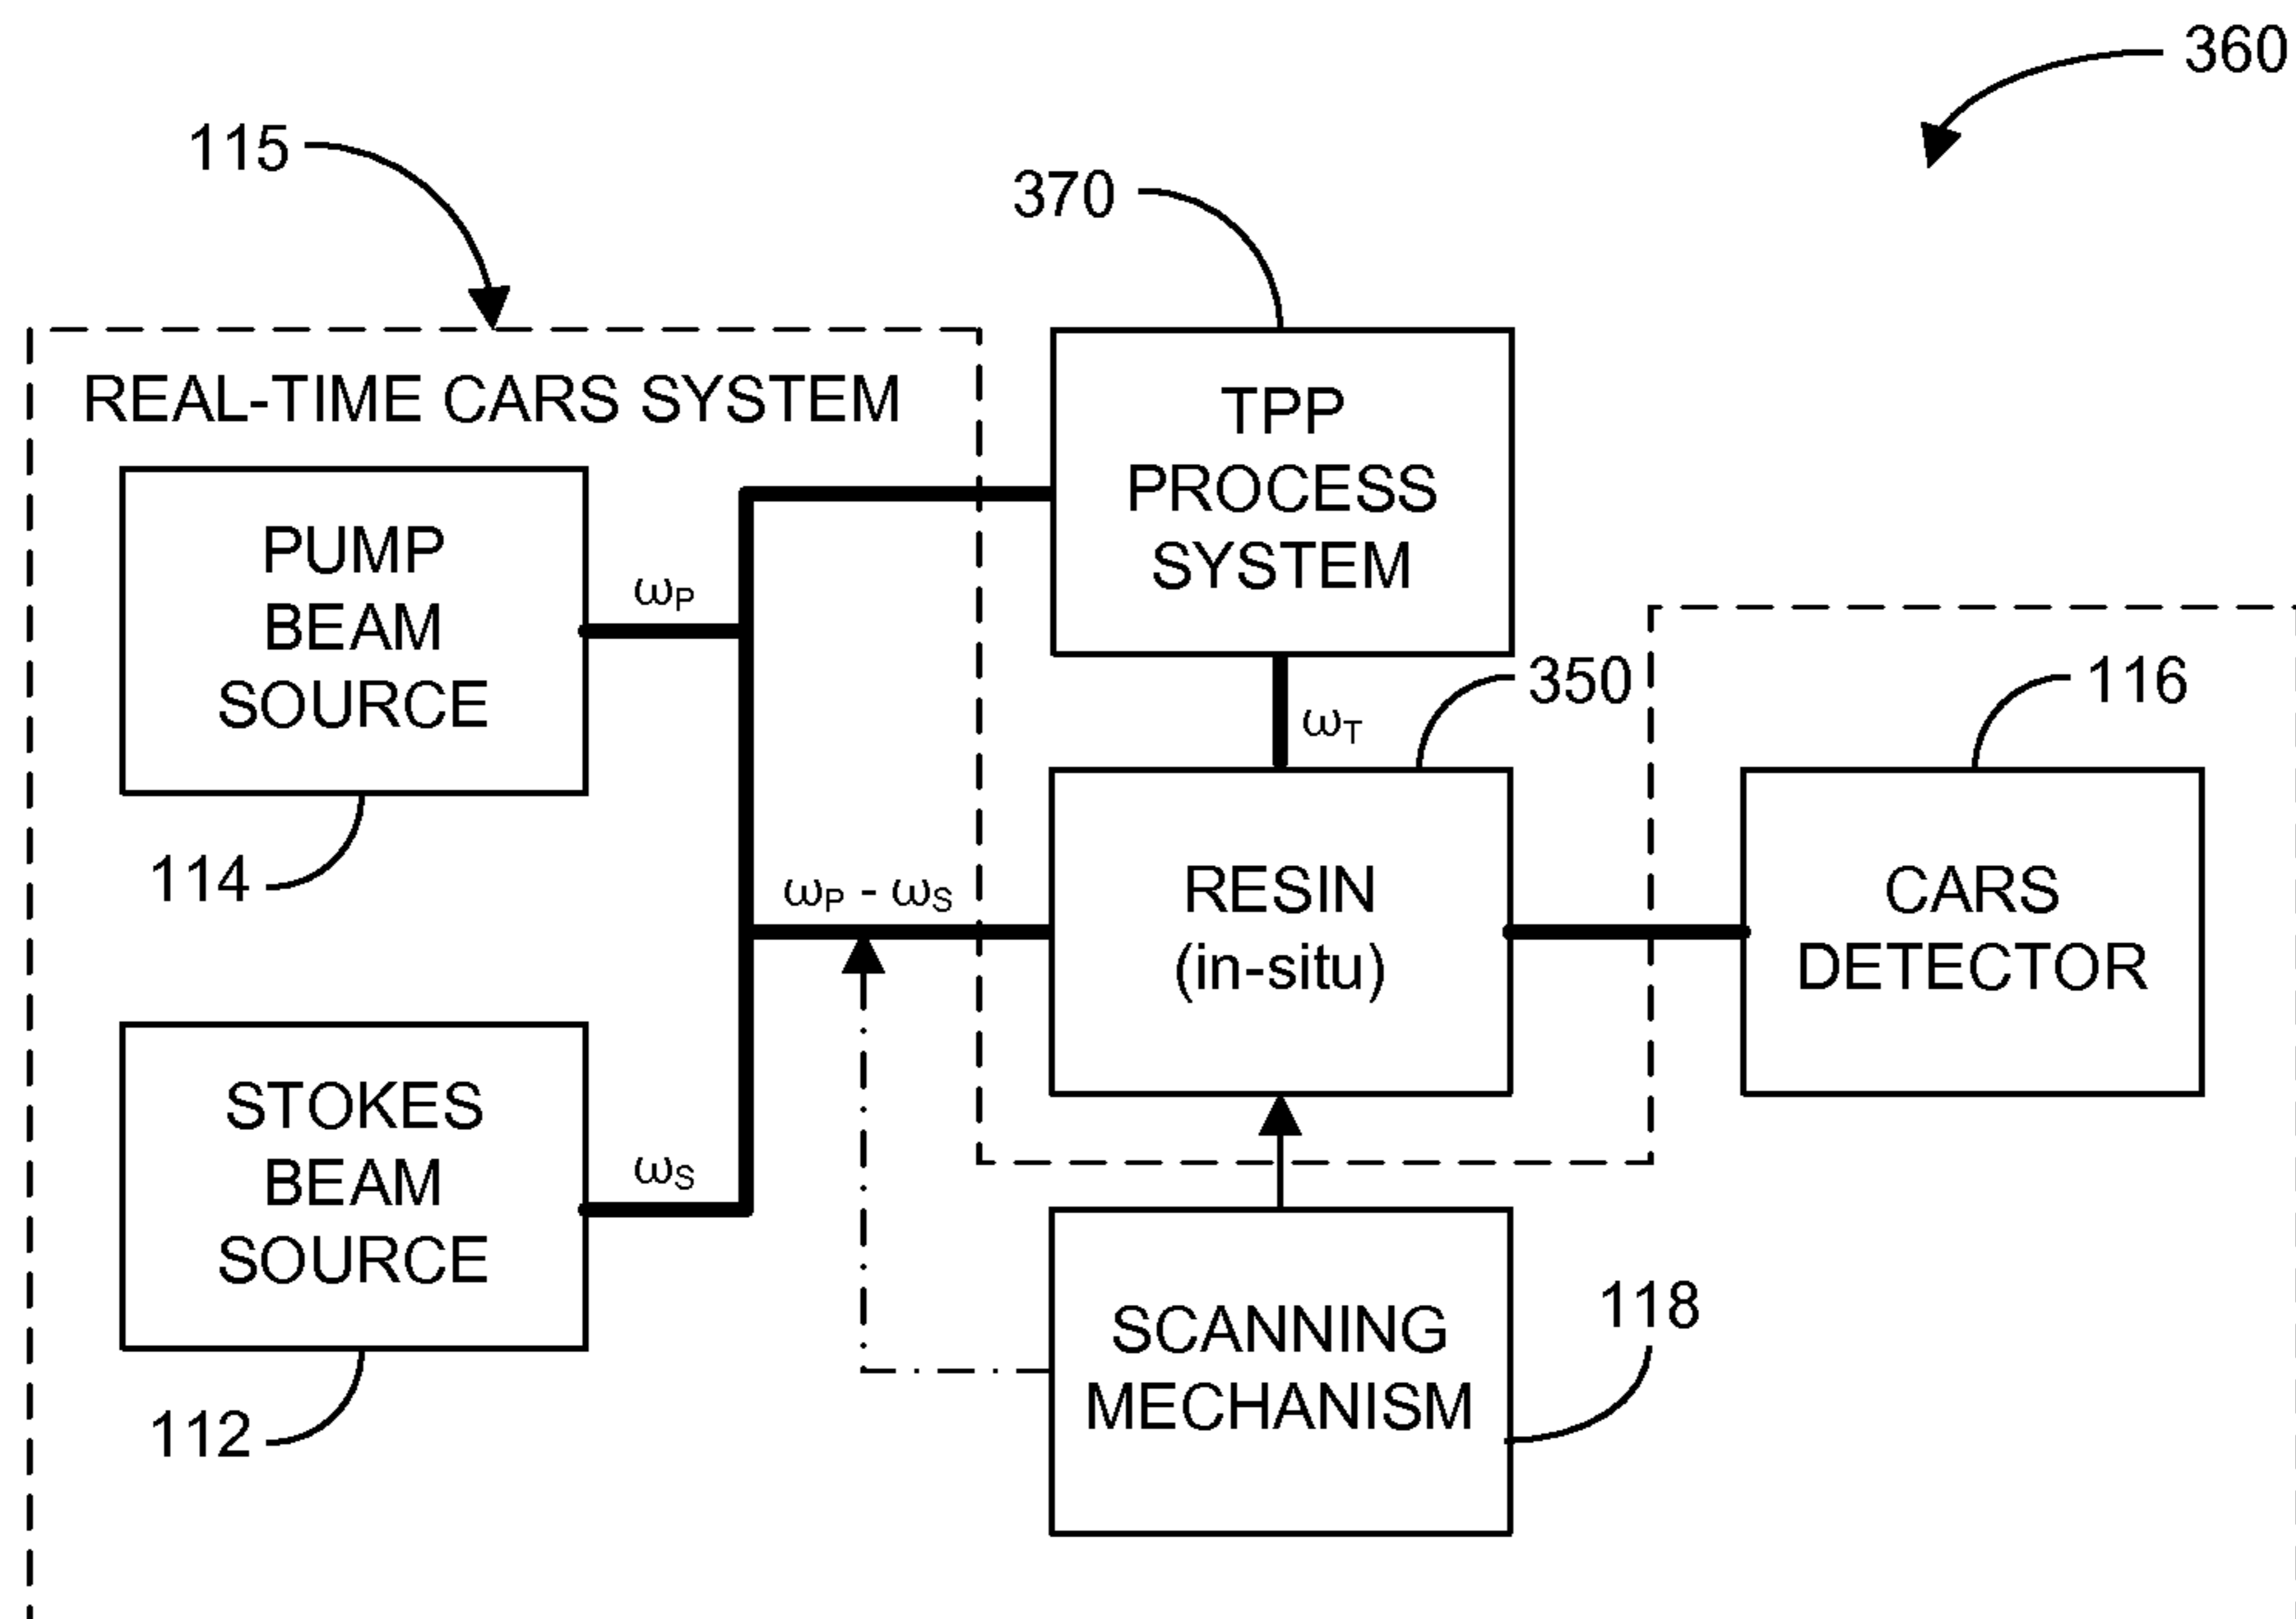 360
115
370
REAL-TIME CARS SYSTEM
TPP
PROCESS
SYSTEM
PUMP
BEAM
SOURCE
ωP
114
ωT
350
116
ωP - ωS
RESIN
(in-situ)
CARS
DETECTOR
STOKES
BEAM
SOURCE
ωS
112
SCANNING
MECHANISM
118